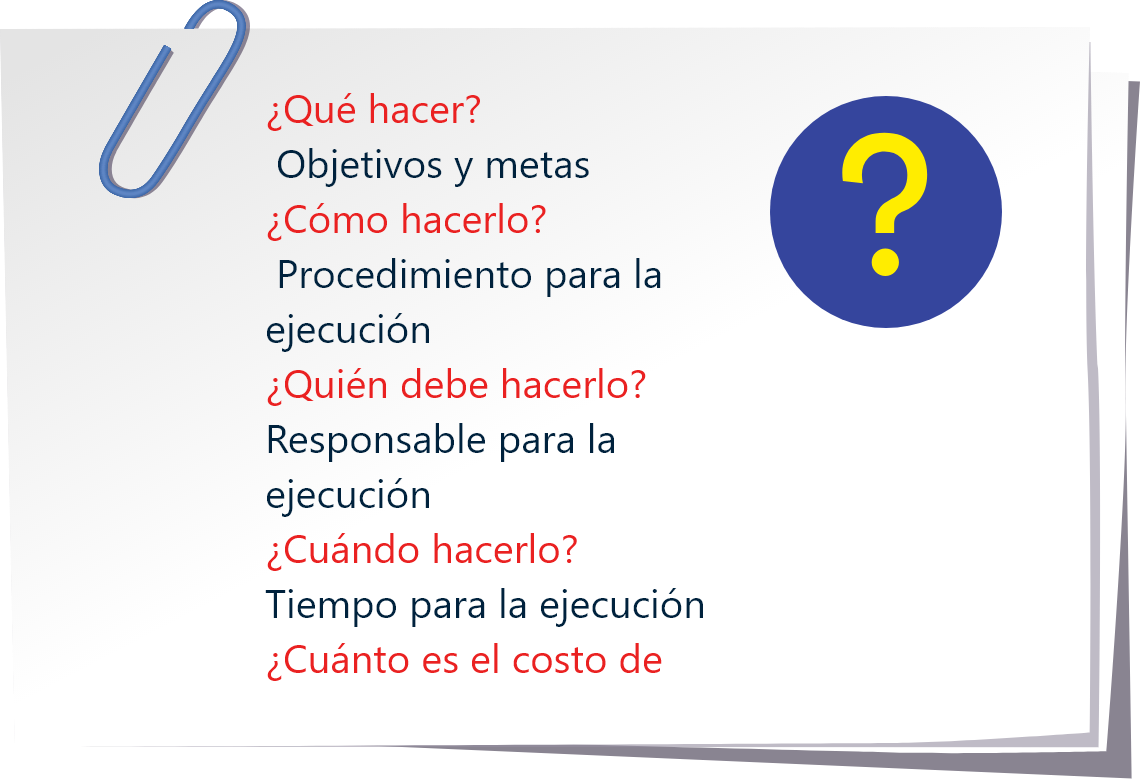 ¿Qué hacer?
Objetivos y metas
¿Cómo hacerlo?
Procedimiento para la
ejecución
¿Quién debe hacerlo?
Responsable para la
ejecución
¿Cuándo hacerlo?
Tiempo para la ejecución
¿Cuánto es el costo de
?